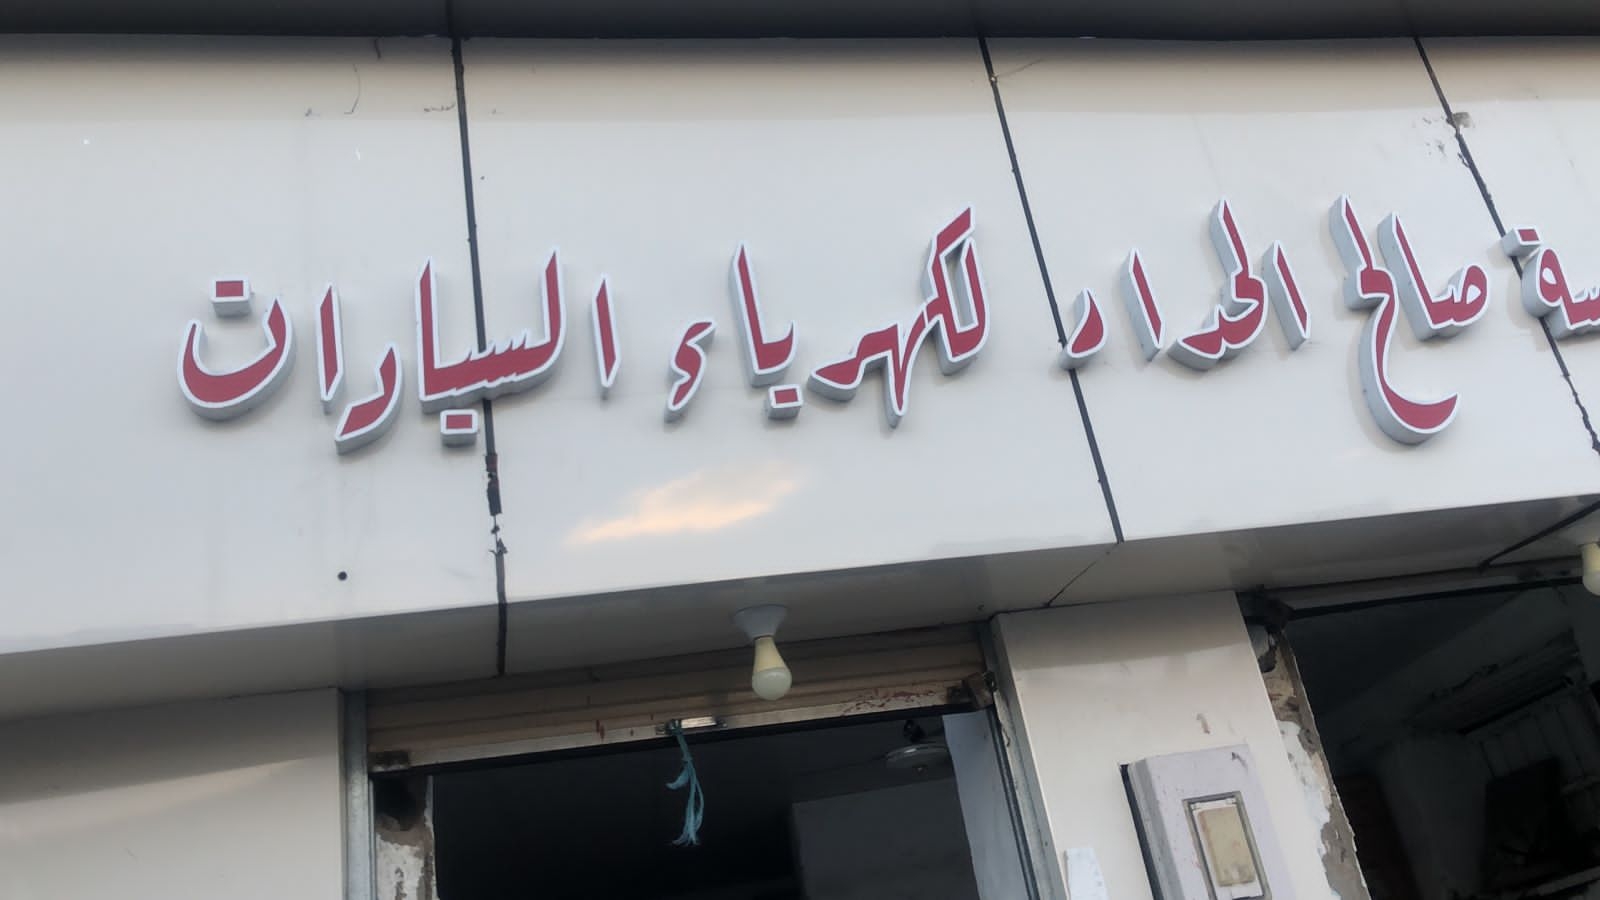 سة صالح الحداد لكهرباء السيارات